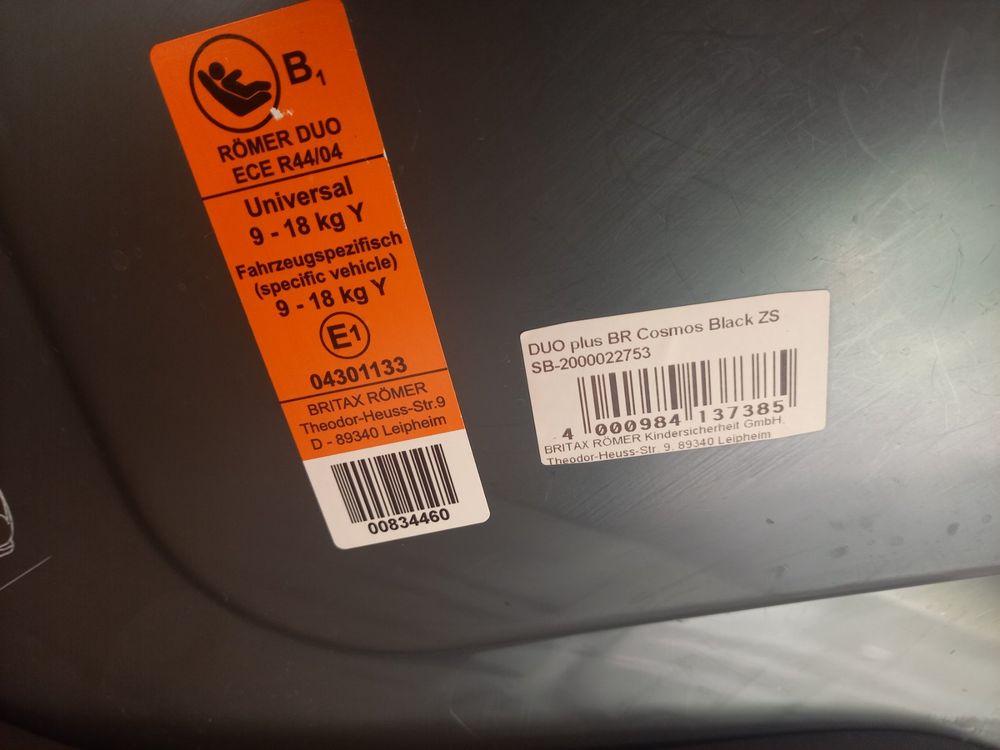 B1
RÖMER DUO
ECE R44/04
Universal
9 - 18 kg Y
Fahrzeugspezifisch
(specific vehicle)
9 - 18 kg Y
E1
04301133
BRITAX RÖMER
Theodor-Heuss-Str.9
D - 89340 Leipheim
00834460
DUO plus BR Cosmos Black ZS
SB-2000022753
4 000984 137385
BRITAX RÖMER Kindersicherheit GmbH
Theodor-Heuss-Str. 9, 89340 Leipheim